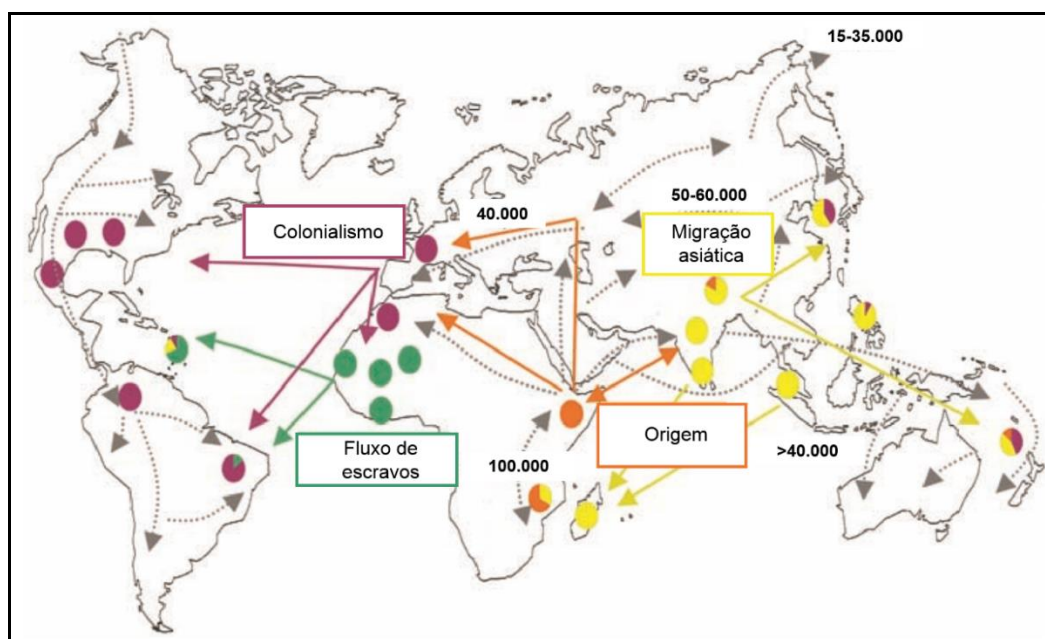 15-35.000
50-60.000
40.000
Colonialismo
Migração
asiática
Fluxo de
escravos
Origem
100.000
>40.000